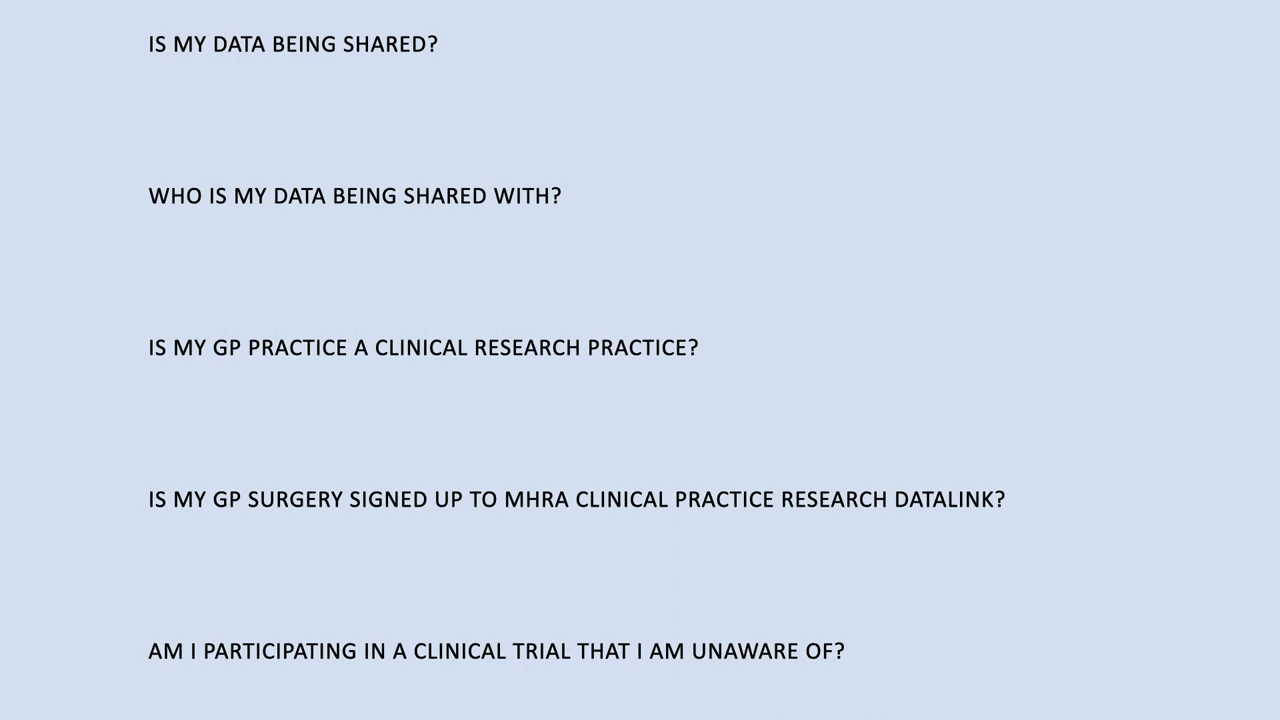 IS MY DATA BEING SHARED?
WHO IS MY DATA BEING SHARED WITH?
IS MY GP PRACTICE A CLINICAL RESEARCH PRACTICE?
IS MY GP SURGERY SIGNED UP TO MHRA CLINICAL PRACTICE RESEARCH DATALINK?
AM I PARTICIPATING IN A CLINICAL TRIAL THAT I AM UNAWARE OF?